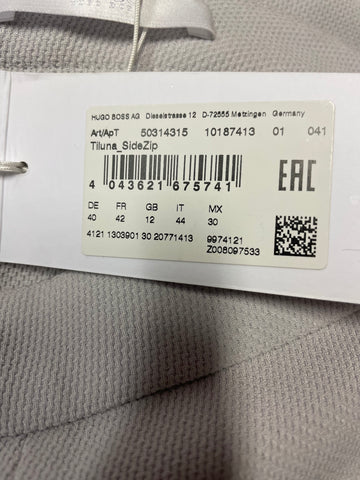 HUGO BOSS AG Dieselstrasse 12 D-72555 Metzingen Germany
Art/ApT 50314315 10187413 01 041
Tiluna_SideZip
4 043621 675741
EAC
DE FR GB IT MX
40 42 12 44 30
4121 1303901 30 20771413 9974121
Z008097533